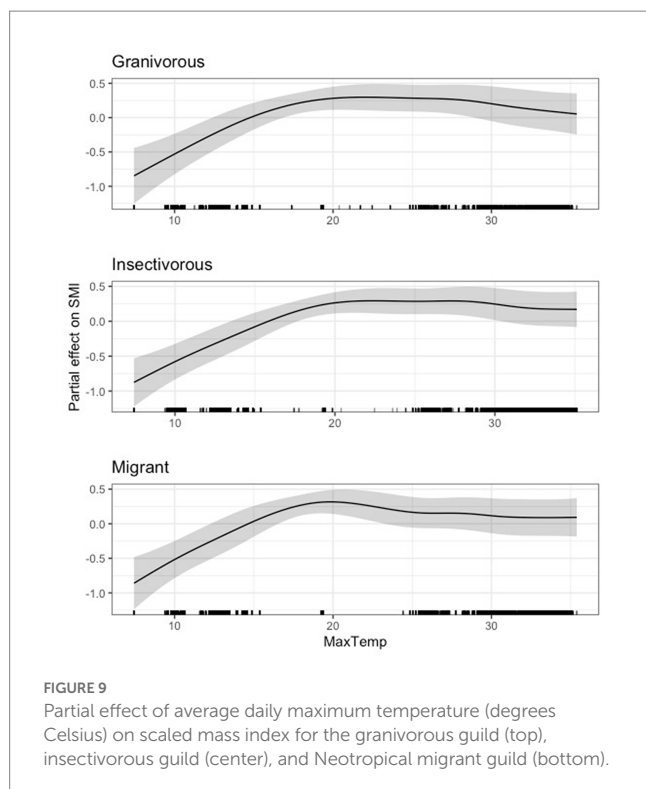 Granivorous
0.5
0.0
-0.5
-1.0
10
20
30
Insectivorous
0.5
0.0
-0.5
-1.0
10
20
30
Partial effect on SMI
Migrant
0.5
0.0
-0.5
-1.0
10
20
30
MaxTemp
FIGURE 9
Partial effect of average daily maximum temperature (degrees
Celsius) on scaled mass index for the granivorous guild (top),
insectivorous guild (center), and Neotropical migrant guild (bottom).